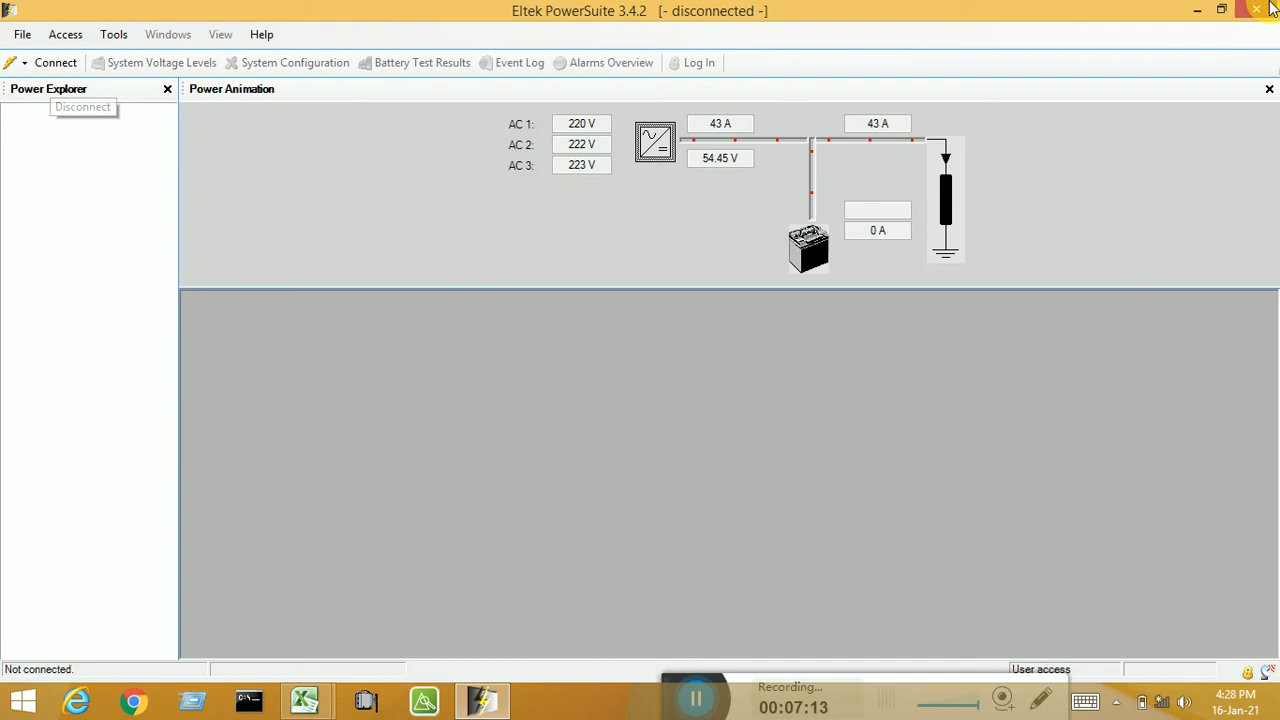 Eltek PowerSuite 3.4.2 [- disconnected -]
File Access Tools Windows View Help
Connect System Voltage Levels System Configuration Battery Test Results Event Log Alarms Overview Log In
Power Explorer
Power Animation
Disconnect
AC 1: 220 V
AC 2: 222 V
AC 3: 223 V
43 A
54.45 V
43 A
0 A
Not connected.
User access
Recording...
00:07:13
4:28 PM
16-Jan-21